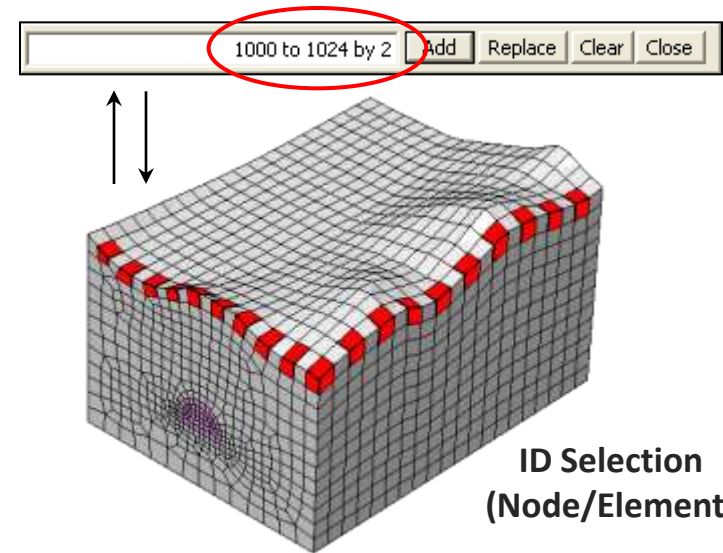 1000 to 1024 by 2 Add Replace Clear Close
ID Selection
(Node/Element